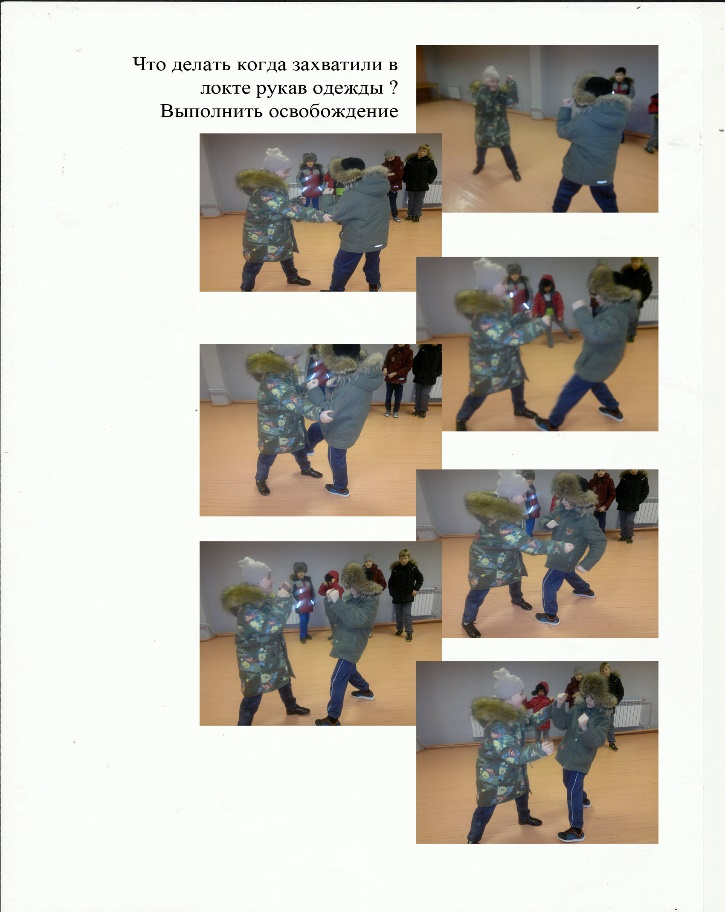 Что делать когда захватили в
локте рукав одежды ?
Выполнить освобождение